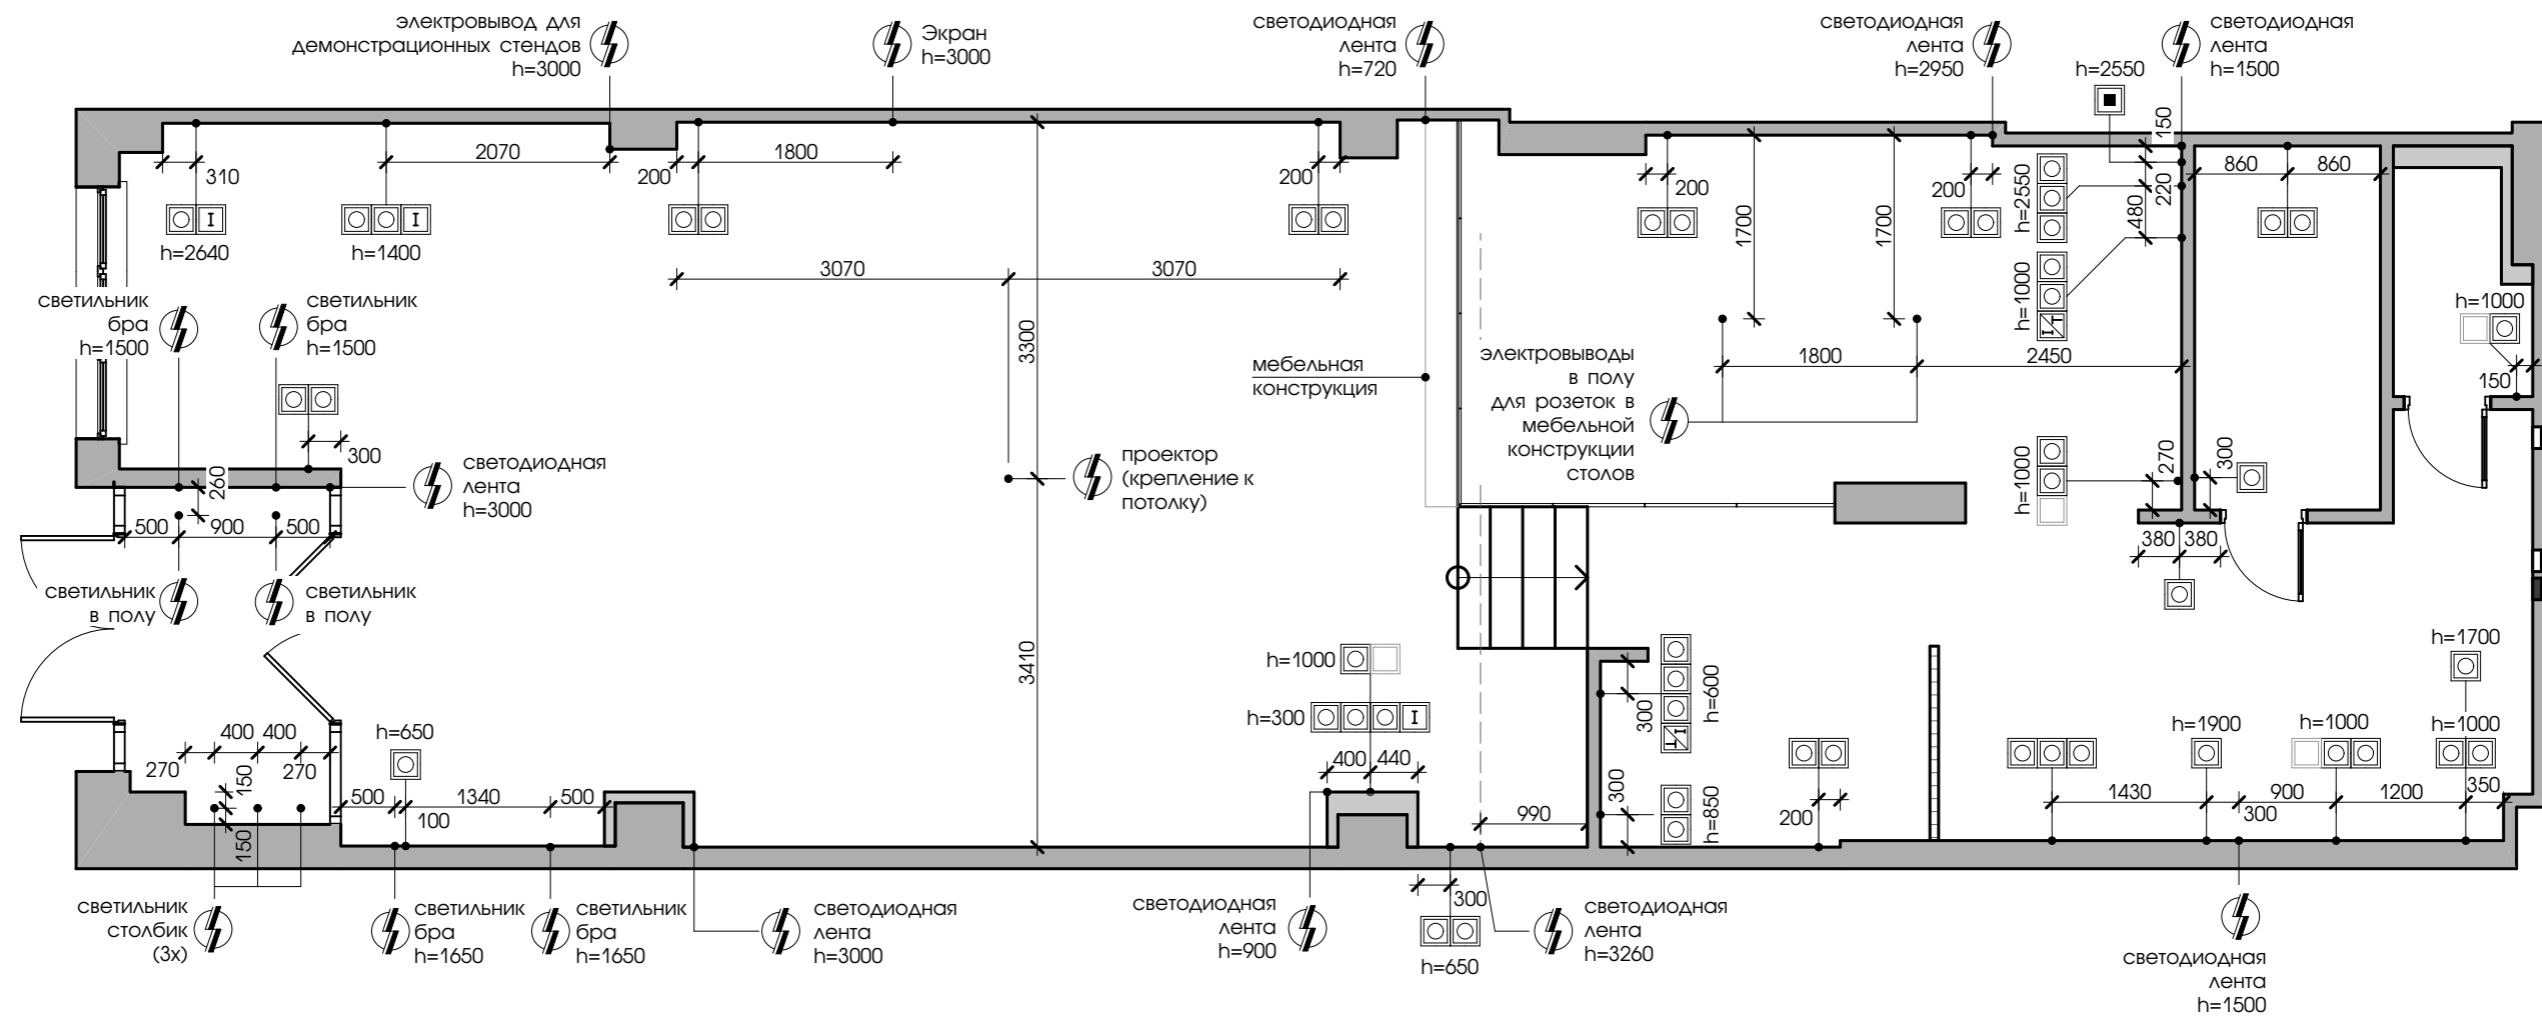 электровывод для
демонстрационных стендов
h=3000
Экран
h=3000
светодиодная
лента
h=720
светодиодная
лента
h=2950
светодиодная
лента
h=1500
h=2550
150
310
2070
200
1800
200
200
1700
1700
200
h=2550
220
480
860
860
I
h=2640
I
h=1400
3070
3070
h=1000
I/T
h=1000
150
светильник
бра
h=1500
светильник
бра
h=1500
3300
мебельная
конструкция
электровыводы
в полу
для розеток в
мебельной
конструкции
столов
1800
2450
300
260
светодиодная
лента
h=3000
проектор
(крепление к
потолку)
h=1000
270
300
500
900
500
380
380
светильник
в полу
светильник
в полу
3410
h=1000
h=300
I
300
h=600
I/T
h=1700
h=1900
h=1000
h=1000
400
400
270
270
150
150
h=650
500
1340
500
100
400
440
990
300
h=850
200
1430
300
900
1200
350
светильник
столбик
(3x)
светильник
бра
h=1650
светильник
бра
h=1650
светодиодная
лента
h=3000
светодиодная
лента
h=900
300
h=650
светодиодная
лента
h=3260
светодиодная
лента
h=1500